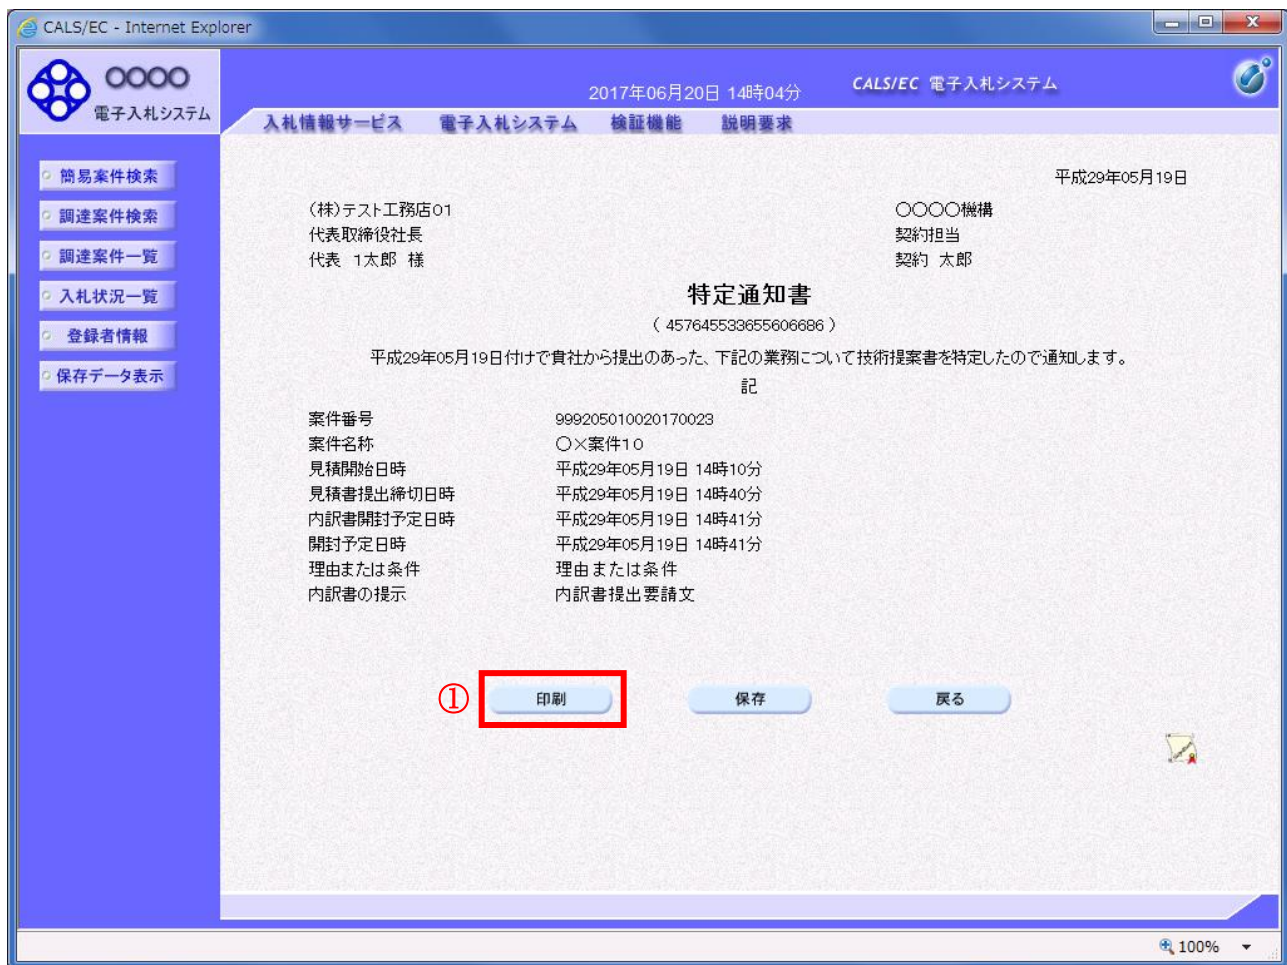 CALS/EC - Internet Explorer
〇〇〇〇
電子入札システム
2017年06月20日 14時04分
CALS/EC 電子入札システム
入札情報サービス 電子入札システム 検証機能 説明要求
簡易案件検索
調達案件検索
調達案件一覧
入札状況一覧
登録者情報
保存データ表示
平成29年05月19日
(株)テスト工務店01
代表取締役社長
代表 1太郎 様
〇〇〇〇機構
契約担当
契約 太郎
特定通知書
( 457645533655606686 )
平成29年05月19日付けで貴社から提出のあった、下記の業務について技術提案書を特定したので通知します。
記
案件番号 999205010020170023
案件名称 〇×案件10
見積開始日時 平成29年05月19日 14時10分
見積書提出締切日時 平成29年05月19日 14時40分
内訳書開封予定日時 平成29年05月19日 14時41分
開封予定日時 平成29年05月19日 14時41分
理由または条件 理由または条件
内訳書の提示 内訳書提出要請文
① 印刷 保存 戻る
100%